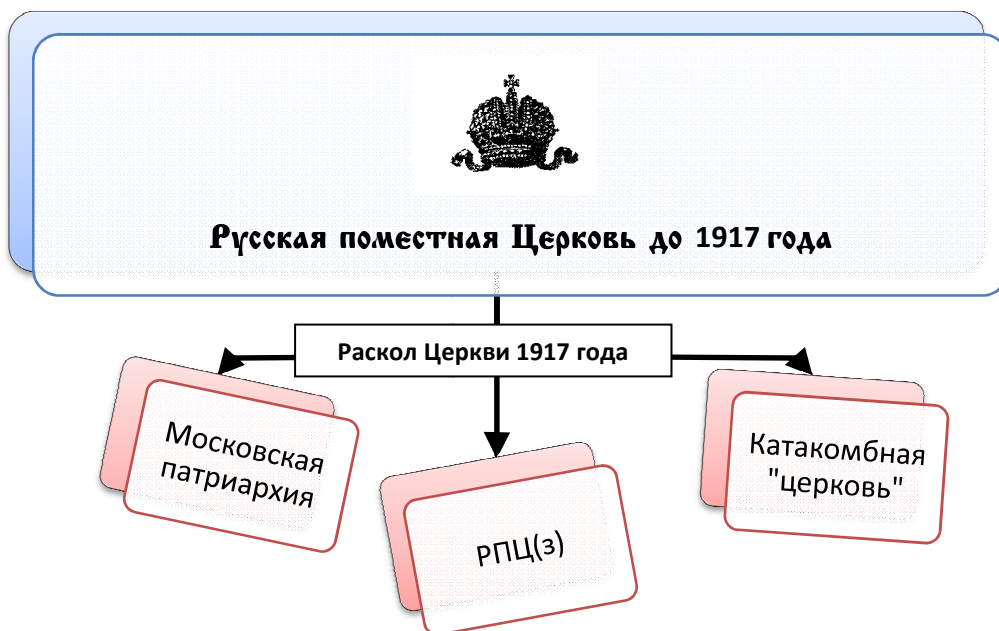 Русская поместная Церковь до 1917 года
Раскол Церкви 1917 года
Московская
патриархия
РПЦ(з)
Катакомбная
"церковь"